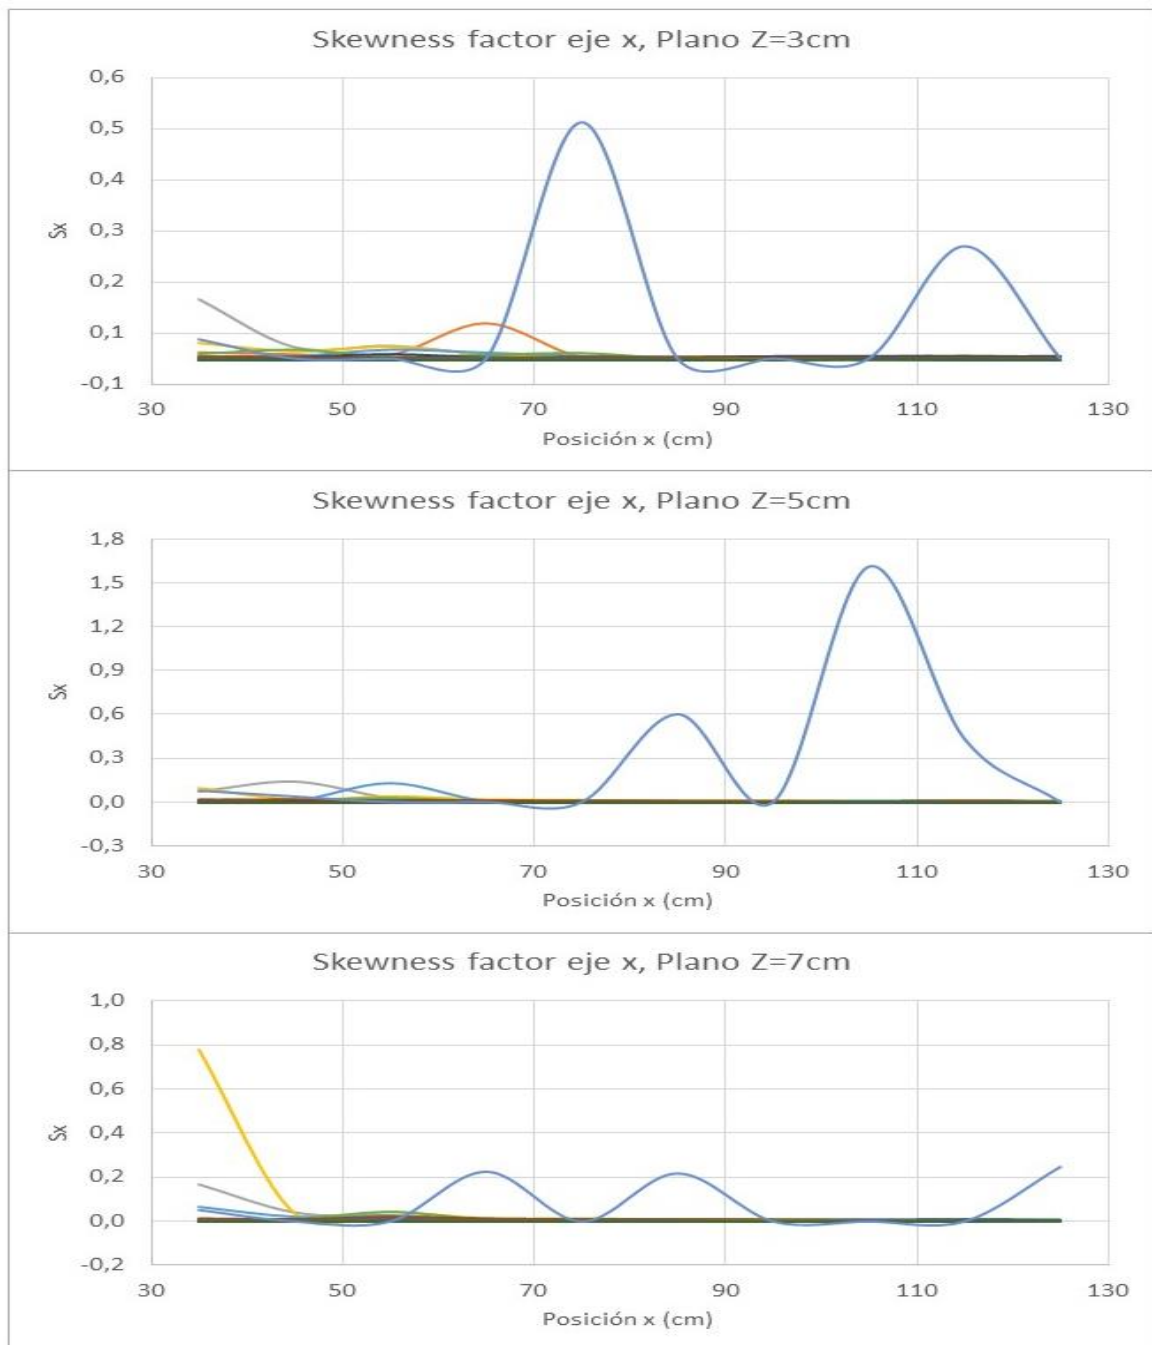 Skewness factor eje x, Plano Z=3cm
0,6
0,5
0,4
0,3
0,2
0,1
-0,1
Sx
30 50 70 90 110 130
Posición x (cm)
Skewness factor eje x, Plano Z=5cm
1,8
1,5
1,2
0,9
0,6
0,3
0,0
-0,3
Sx
30 50 70 90 110 130
Posición x (cm)
Skewness factor eje x, Plano Z=7cm
1,0
0,8
0,6
0,4
0,2
0,0
-0,2
Sx
30 50 70 90 110 130
Posición x (cm)